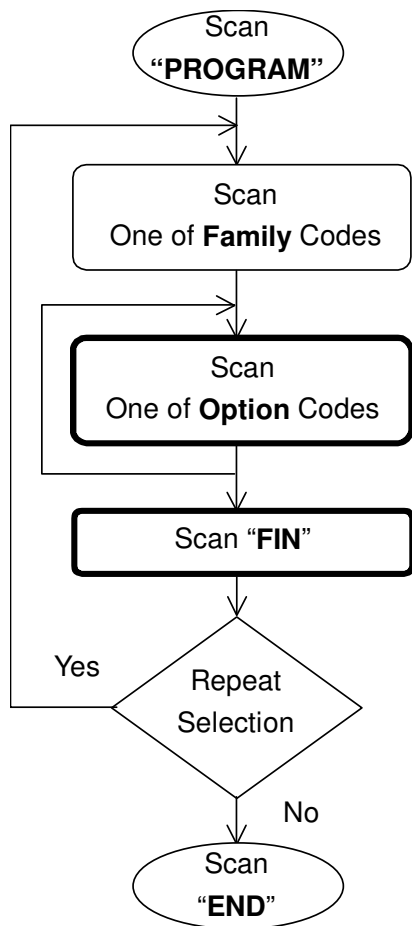 Scan
“PROGRAM”
Scan
One of Family Codes
Scan
One of Option Codes
Scan “FIN”
Yes
Repeat
Selection
No
Scan
“END”